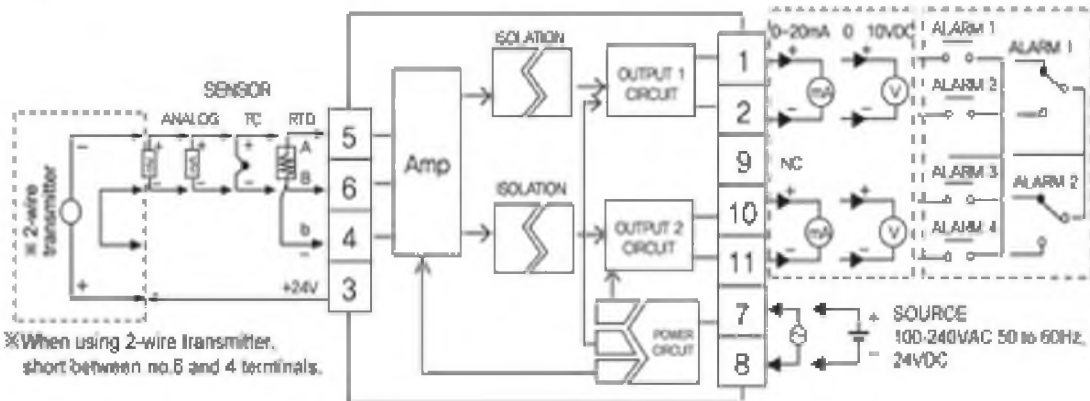 SENSOR
ANALOG TC RTD
A
B
b
5
6
4
3
+24V
※ 2-wire transmitter
Amp
ISOLATION
ISOLATION
OUTPUT 1 CIRCUIT
OUTPUT 2 CIRCUIT
POWER CIRCUIT
1
2
9
10
11
7
8
0-20mA 0 10VDC
mA
V
NC
mA
V
ALARM 1
ALARM 2
ALARM 3
ALARM 4
ALARM 1
ALARM 2
SOURCE
100-240VAC 50 to 60Hz,
24VDC
※When using 2-wire transmitter,
short between no.6 and 4 terminals.